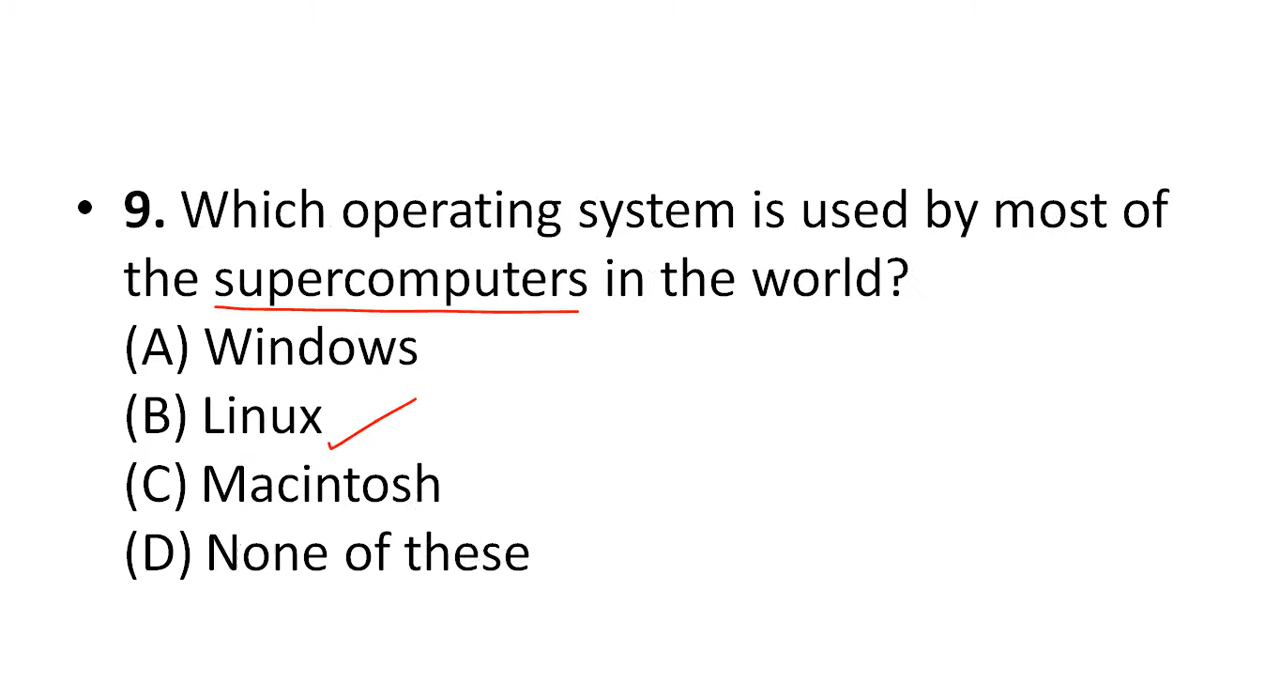 • 9. Which operating system is used by most of
the supercomputers in the world?
(A) Windows
(B) Linux
(C) Macintosh
(D) None of these